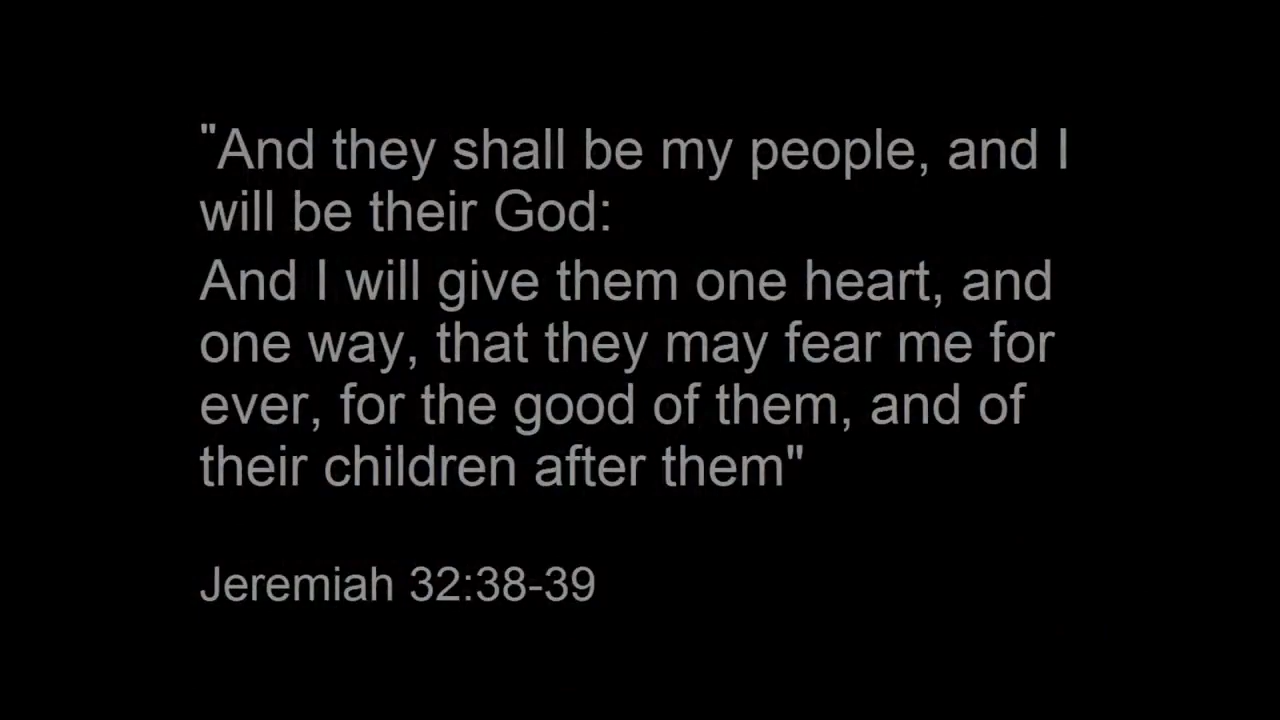 "And they shall be my people, and I
will be their God:
And I will give them one heart, and
one way, that they may fear me for
ever, for the good of them, and of
their children after them"
Jeremiah 32:38-39